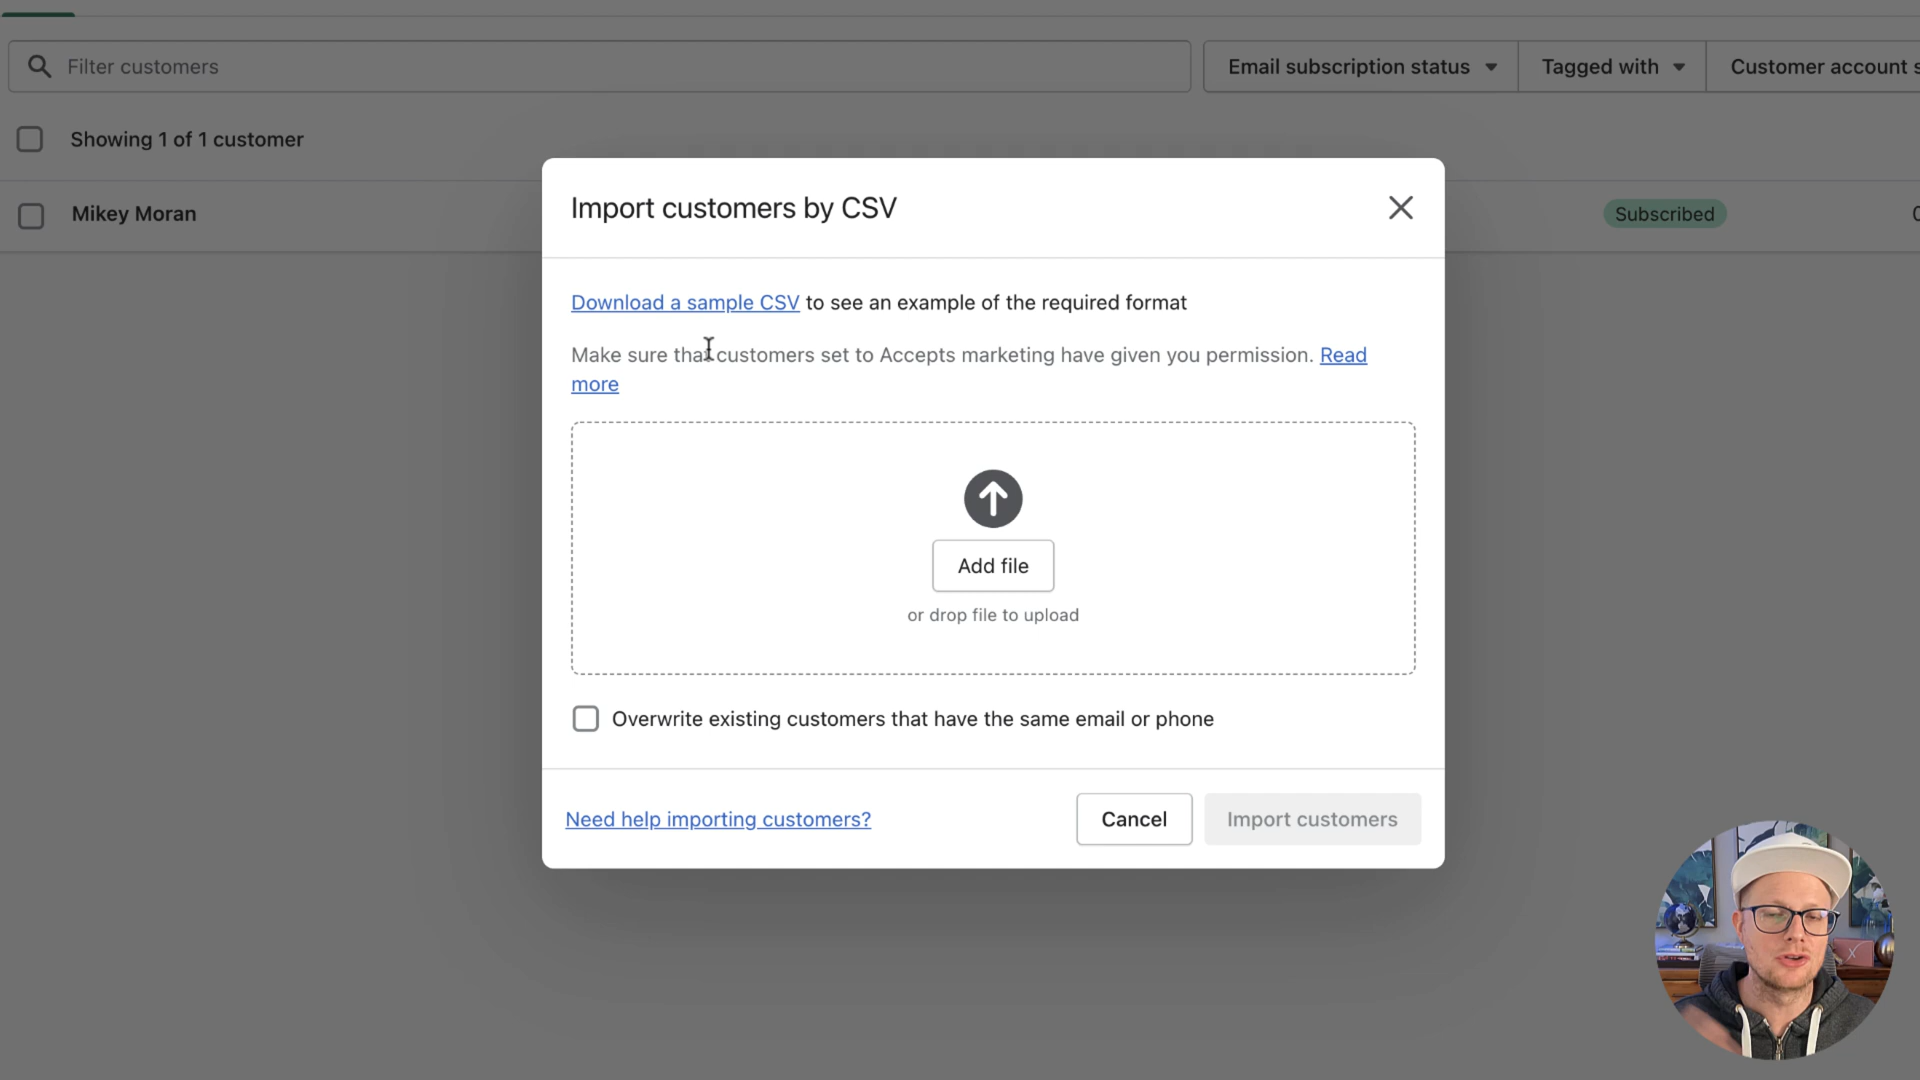 Filter customers
Email subscription status
Tagged with
Customer account
Showing 1 of 1 customer
Mikey Moran
Subscribed
Import customers by CSV
Download a sample CSV to see an example of the required format
Make sure that customers set to Accepts marketing have given you permission. Read
more
Add file
or drop file to upload
Overwrite existing customers that have the same email or phone
Need help importing customers?
Cancel
Import customers